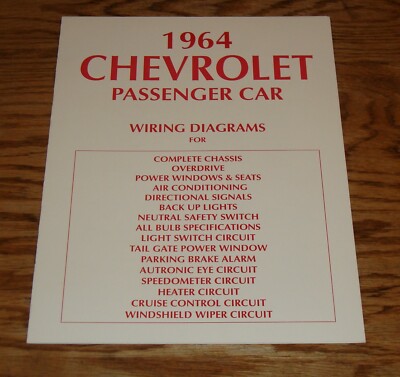 1964
CHEVROLET
PASSENGER CAR
WIRING DIAGRAMS
FOR
COMPLETE CHASSIS
OVERDRIVE
POWER WINDOWS & SEATS
AIR CONDITIONING
DIRECTIONAL SIGNALS
BACK UP LIGHTS
NEUTRAL SAFETY SWITCH
ALL BULB SPECIFICATIONS
LIGHT SWITCH CIRCUIT
TAIL GATE POWER WINDOW
PARKING BRAKE ALARM
AUTRONIC EYE CIRCUIT
SPEEDOMETER CIRCUIT
HEATER CIRCUIT
CRUISE CONTROL CIRCUIT
WINDSHIELD WIPER CIRCUIT